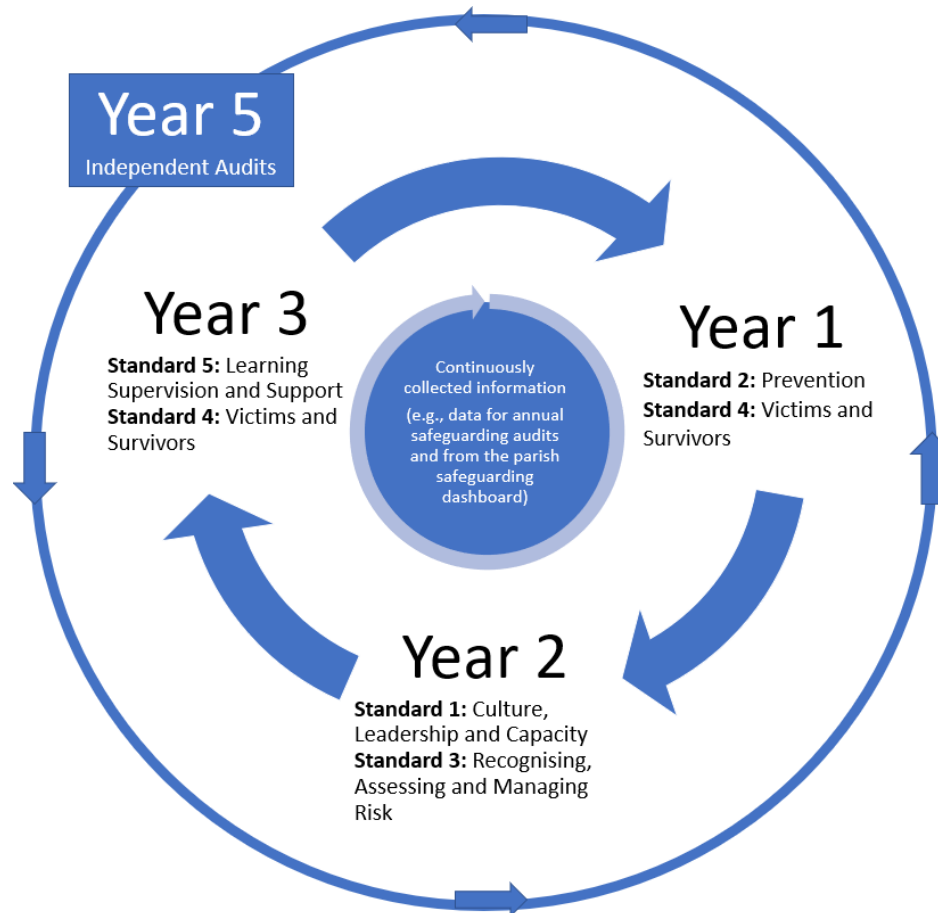 Year 5
Independent Audits
Year 3
Standard 5: Learning
Supervision and Support
Standard 4: Victims and
Survivors
Continuously
collected information
(e.g., data for annual
safeguarding audits
and from the parish
safeguarding
dashboard)
Year 1
Standard 2: Prevention
Standard 4: Victims and
Survivors
Year 2
Standard 1: Culture,
Leadership and Capacity
Standard 3: Recognising,
Assessing and Managing
Risk